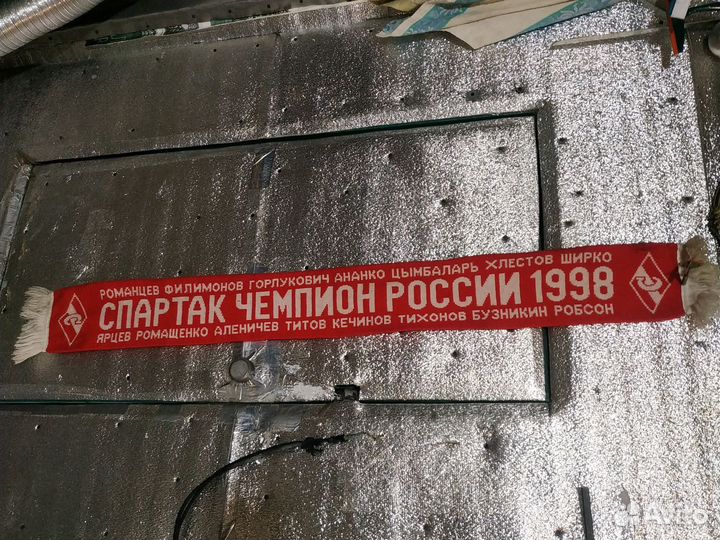 РОМАНЦЕВ ФИЛИМОНОВ ГОРЛУКОВИЧ АНАНКО ЦЫМБАЛАРЬ ХЛЕСТОВ ШИРКО
СПАРТАК ЧЕМПИОН РОССИИ 1998
ЯРЦЕВ РОМАЩЕНКО АЛЕНИЧЕВ ТИТОВ КЕЧИНОВ ТИХОНОВ БУЗНИКИН РОБСОН
Avito